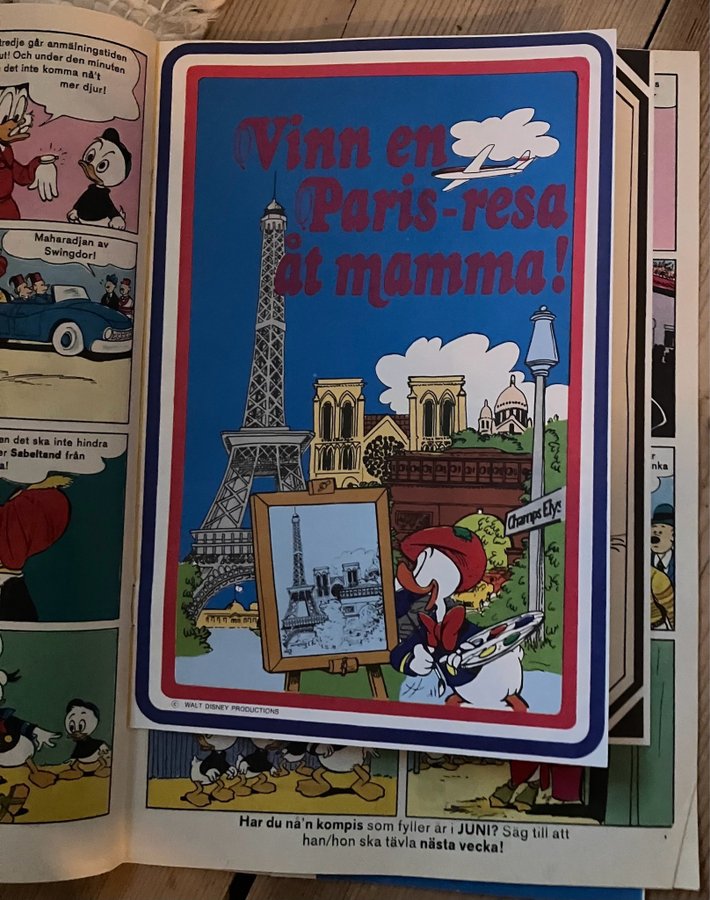 tredje går anmälningstiden
ut! Och under den minuten
det inte komma nå't
mer djur!
Maharadjan av
Swingdor!
en det ska inte hindra
er Sabeltand från
a!
Vinn en
Paris-resa
åt mamma!
Champs Elys
© WALT DISNEY PRODUCTIONS
Har du nå'n kompis som fyller år i JUNI? Säg till att
han/hon ska tävla nästa vecka!